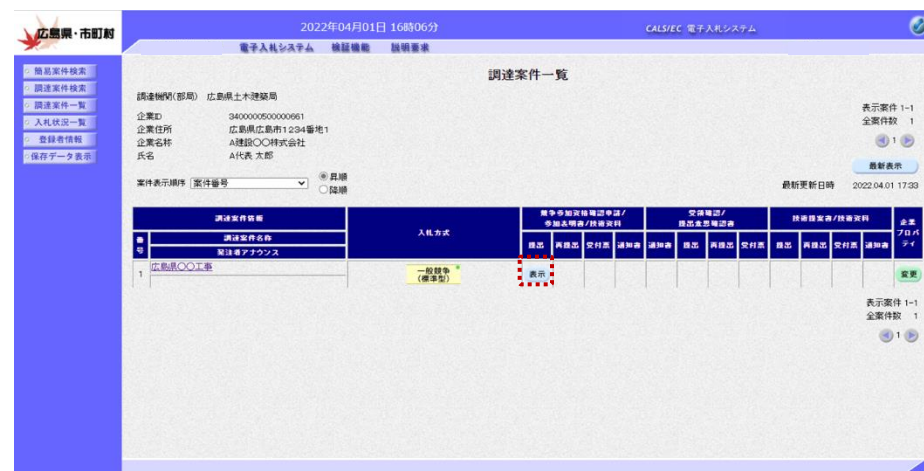 広島県・市町村
2022年04月01日 16時06分
CALS/EC 電子入札システム
電子入札システム 検証機能 説明要求
簡易案件検索
調達案件検索
調達案件一覧
入札状況一覧
登録者情報
保存データ表示
調達案件一覧
調達機関(部局) 広島県土木建築局
企業ID 3400000500000661
企業住所 広島県広島市1234番地1
企業名称 A建設〇〇株式会社
氏名 A代表 太郎
案件表示順序 案件番号
昇順
降順
表示案件 1-1
全案件数 1
1
最新表示
最新更新日時 2022.04.01 17:33
調達案件情報
入札方式
競争参加資格確認申請/
参加表明書/技術資料
受領確認/
提出意思確認書
技術提案書/技術資料
企業
プロパ
ティ
番号
調達案件名称
発注者アナウンス
提出 再提出 受付票 通知書 通知書 提出 再提出 受付票 提出 再提出 受付票 通知書
1 広島県〇〇工事
一般競争
(標準型)
表示
変更
表示案件 1-1
全案件数 1
1